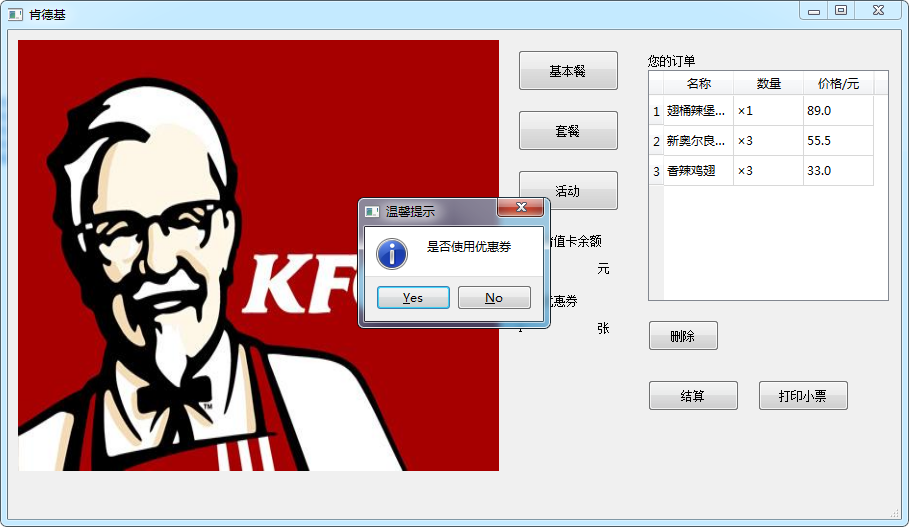 肯德基
KF
TM
基本餐
套餐
活动
值卡余额
元
惠券
张
您的订单
名称 数量 价格/元
1 翅桶辣堡... ×1 89.0
2 新奥尔良... ×3 55.5
3 香辣鸡翅 ×3 33.0
删除
结算 打印小票
温馨提示
是否使用优惠券
Yes No